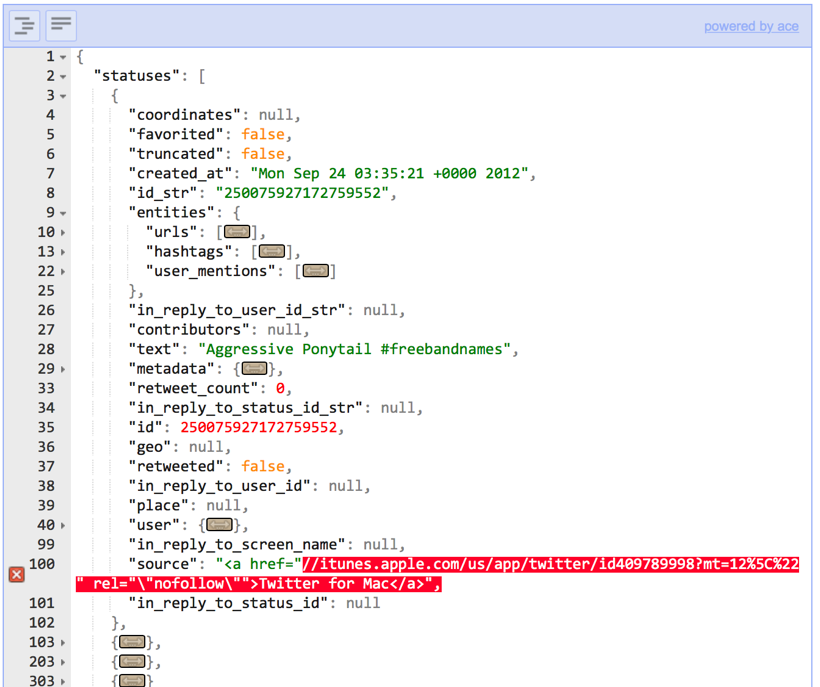 powered by ace
1 {
2 "statuses": [
3 {
4 "coordinates": null,
5 "favorited": false,
6 "truncated": false,
7 "created_at": "Mon Sep 24 03:35:21 +0000 2012",
8 "id_str": "250075927172759552",
9 "entities": {
10 "urls": [],
13 "hashtags": [],
22 "user_mentions": []
25 },
26 "in_reply_to_user_id_str": null,
27 "contributors": null,
28 "text": "Aggressive Ponytail #freebandnames",
29 "metadata": {},
33 "retweet_count": 0,
34 "in_reply_to_status_id_str": null,
35 "id": 250075927172759552,
36 "geo": null,
37 "retweeted": false,
38 "in_reply_to_user_id": null,
39 "place": null,
40 "user": {},
99 "in_reply_to_screen_name": null,
100 "source": "<a href="//itunes.apple.com/us/app/twitter/id409789998?mt=12%5C%22
" rel="\"nofollow\"">Twitter for Mac</a>",
101 "in_reply_to_status_id": null
102 },
103 {},
203 {},
303 {}